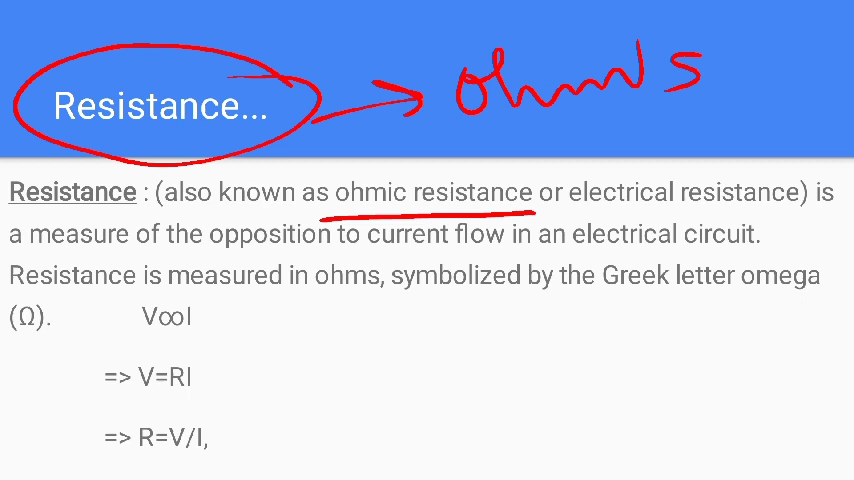 Resistance...
ohms
Resistance : (also known as ohmic resistance or electrical resistance) is
a measure of the opposition to current flow in an electrical circuit.
Resistance is measured in ohms, symbolized by the Greek letter omega
(Ω). V∞I
=> V=RI
=> R=V/I,